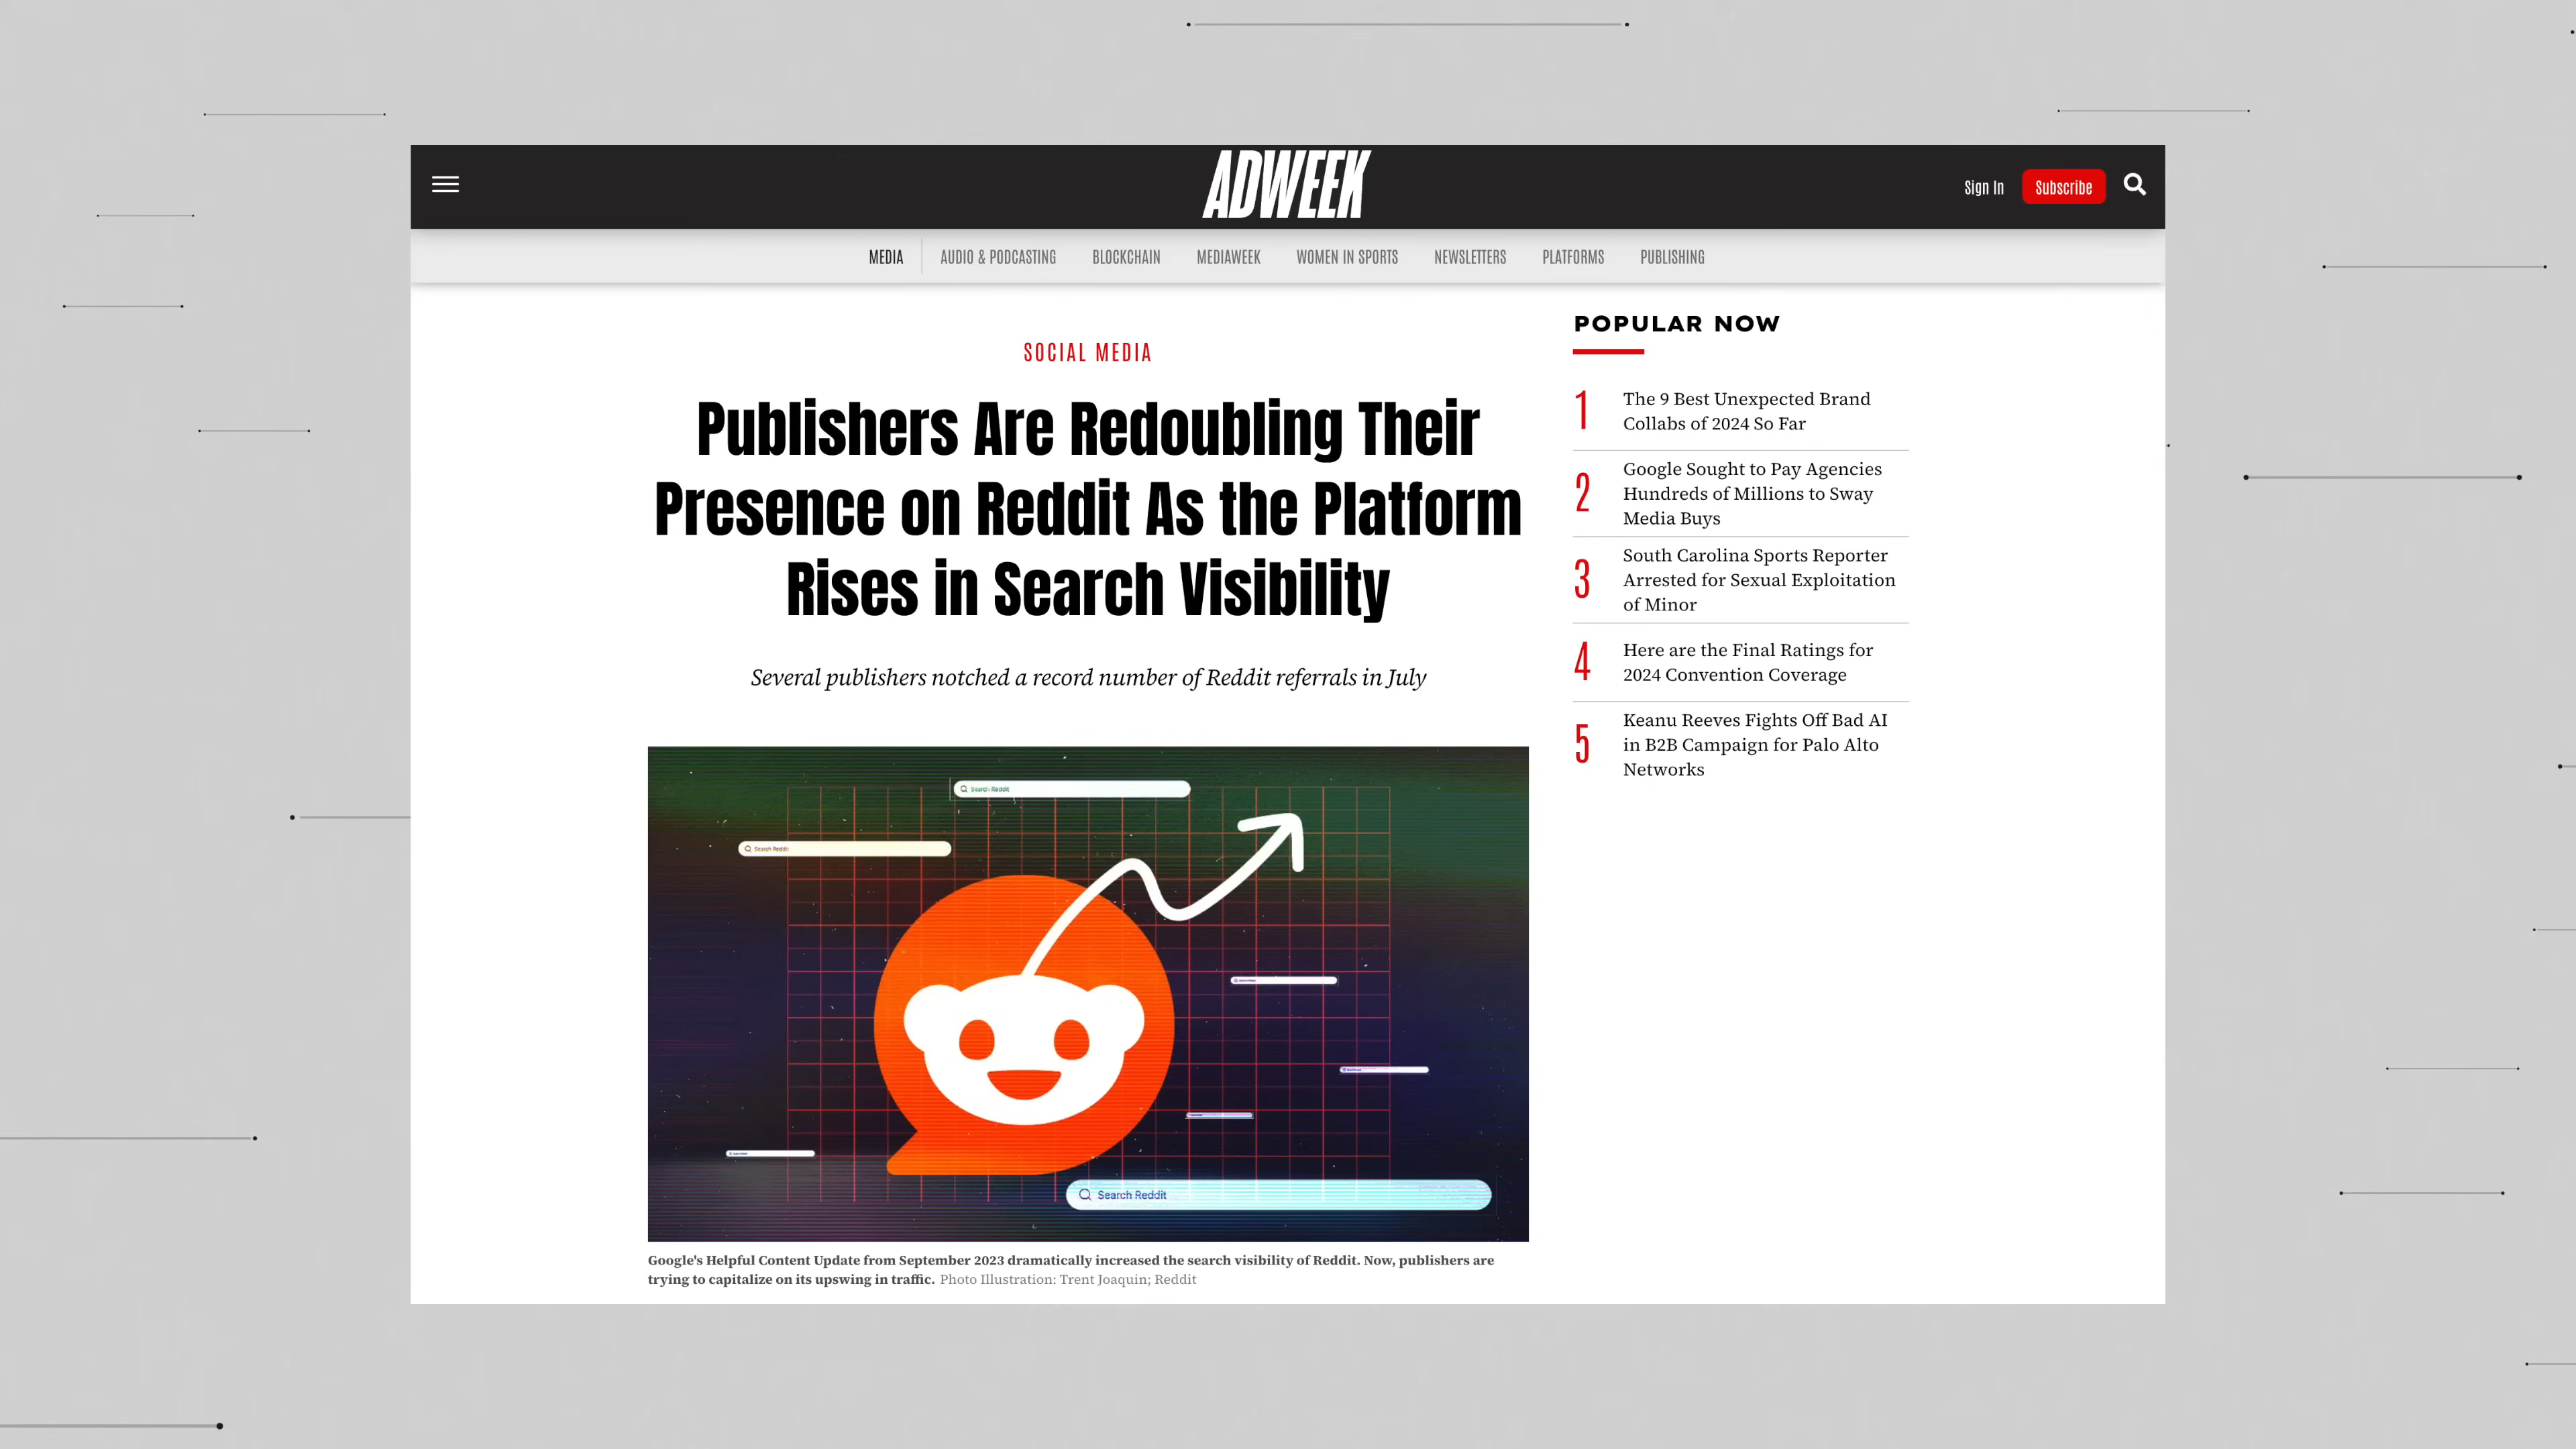 ADWEEK
Sign In
Subscribe
MEDIA
AUDIO & PODCASTING
BLOCKCHAIN
MEDIAWEEK
WOMEN IN SPORTS
NEWSLETTERS
PLATFORMS
PUBLISHING
SOCIAL MEDIA
Publishers Are Redoubling Their
Presence on Reddit As the Platform
Rises in Search Visibility
Several publishers notched a record number of Reddit referrals in July
Search Reddit
Search Reddit
Search Reddit
Google's Helpful Content Update from September 2023 dramatically increased the search visibility of Reddit. Now, publishers are
trying to capitalize on its upswing in traffic. Photo Illustration: Trent Joaquin; Reddit
POPULAR NOW
1
The 9 Best Unexpected Brand
Collabs of 2024 So Far
2
Google Sought to Pay Agencies
Hundreds of Millions to Sway
Media Buys
3
South Carolina Sports Reporter
Arrested for Sexual Exploitation
of Minor
4
Here are the Final Ratings for
2024 Convention Coverage
5
Keanu Reeves Fights Off Bad AI
in B2B Campaign for Palo Alto
Networks